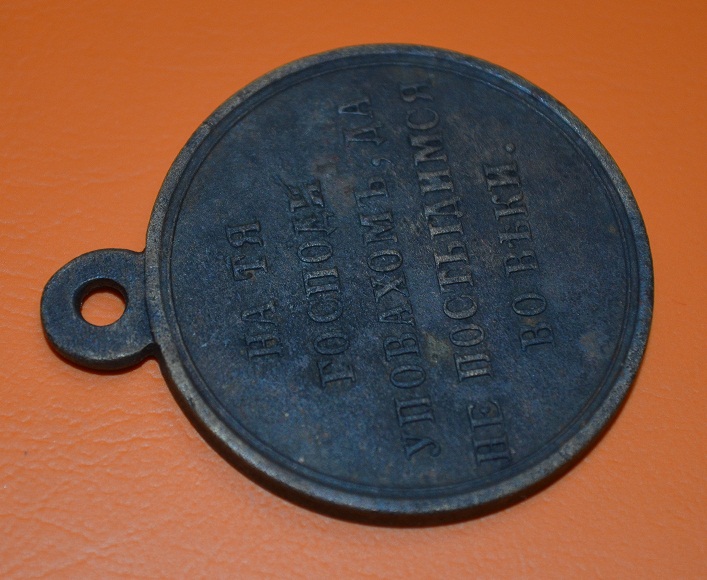 НА ТЯ
ГОСПОДИ
УПОВАХОМЪ, ДА
НЕ ПОСТЫДИМСЯ
ВО ВѢКИ.